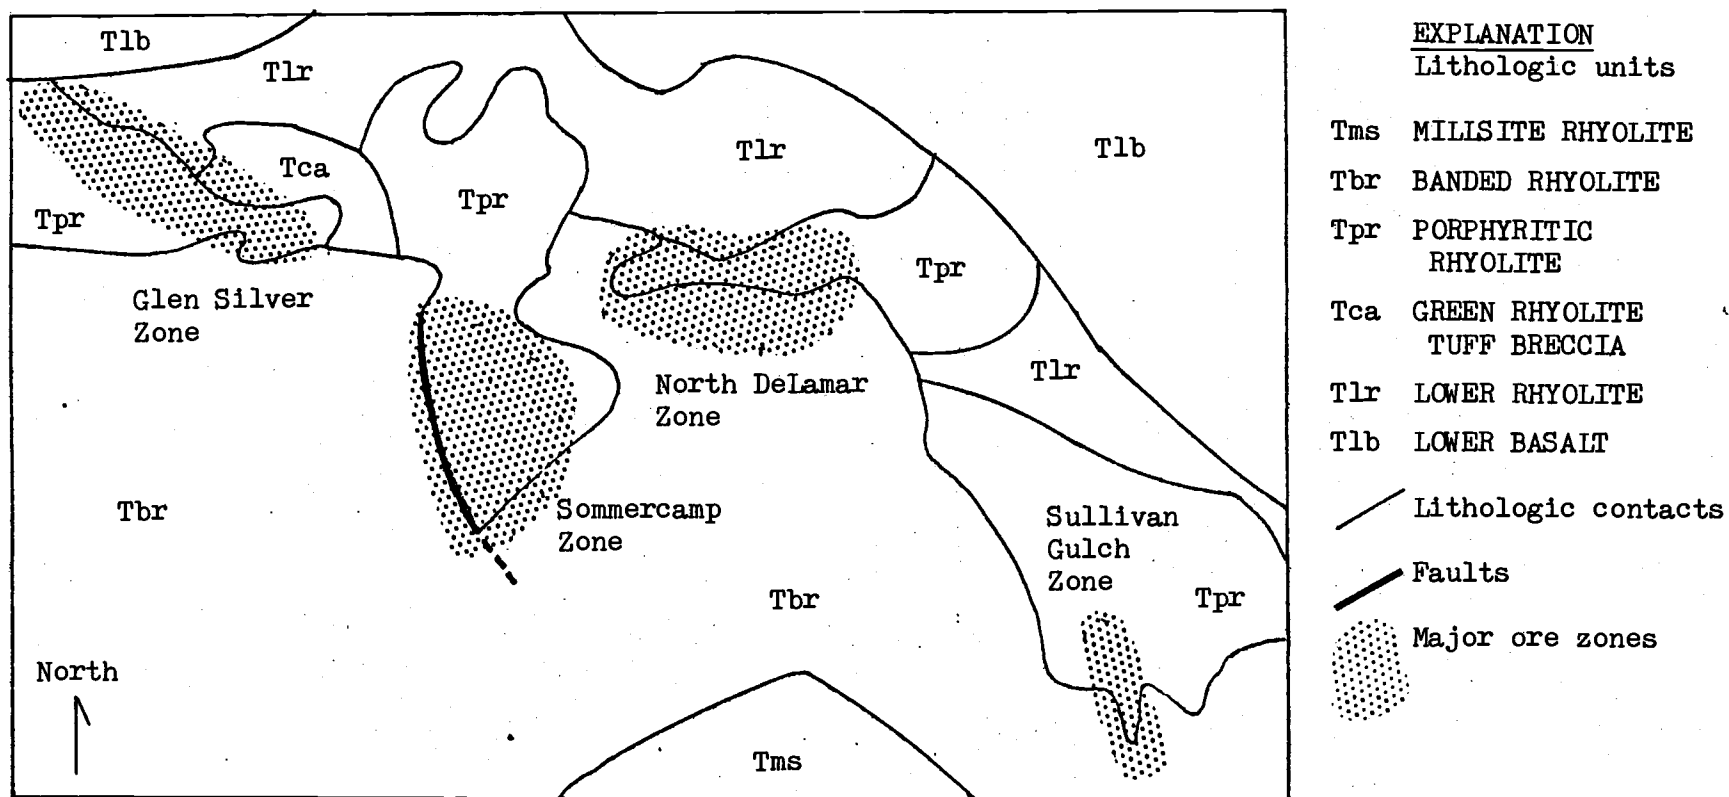 Tlb
Tlr
Tca
Tpr
Tpr
Glen Silver
Zone
Tlr
Tlb
Tpr
Tlr
North DeLamar
Zone
Tbr
Sommercamp
Zone
Sullivan
Gulch
Zone
Tbr
Tpr
North
Tms
EXPLANATION
Lithologic units
Tms MILLSITE RHYOLITE
Tbr BANDED RHYOLITE
Tpr PORPHYRITIC
RHYOLITE
Tca GREEN RHYOLITE
TUFF BRECCIA
Tlr LOWER RHYOLITE
Tlb LOWER BASALT
Lithologic contacts
Faults
Major ore zones